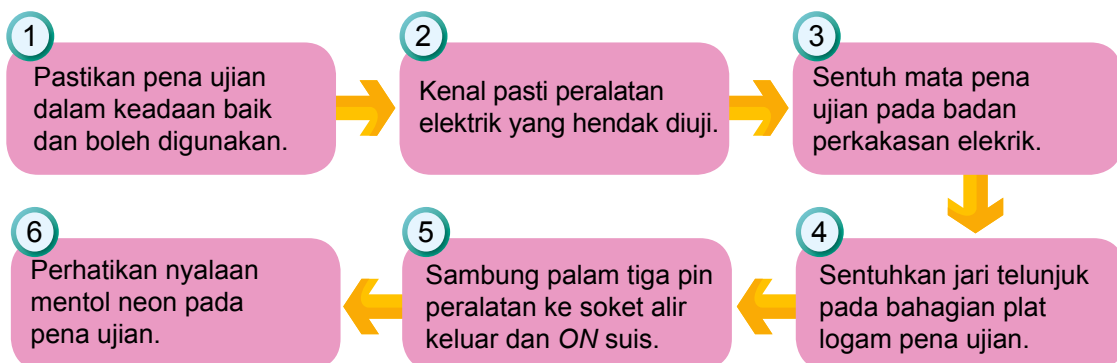 1
Pastikan pena ujian
dalam keadaan baik
dan boleh digunakan.
2
Kenal pasti peralatan
elektrik yang hendak diuji.
3
Sentuh mata pena
ujian pada badan
perkakasan elekrik.
4
Sentuhkan jari telunjuk
pada bahagian plat
logam pena ujian.
5
Sambung palam tiga pin
peralatan ke soket alir
keluar dan ON suis.
6
Perhatikan nyalaan
mentol neon pada
pena ujian.